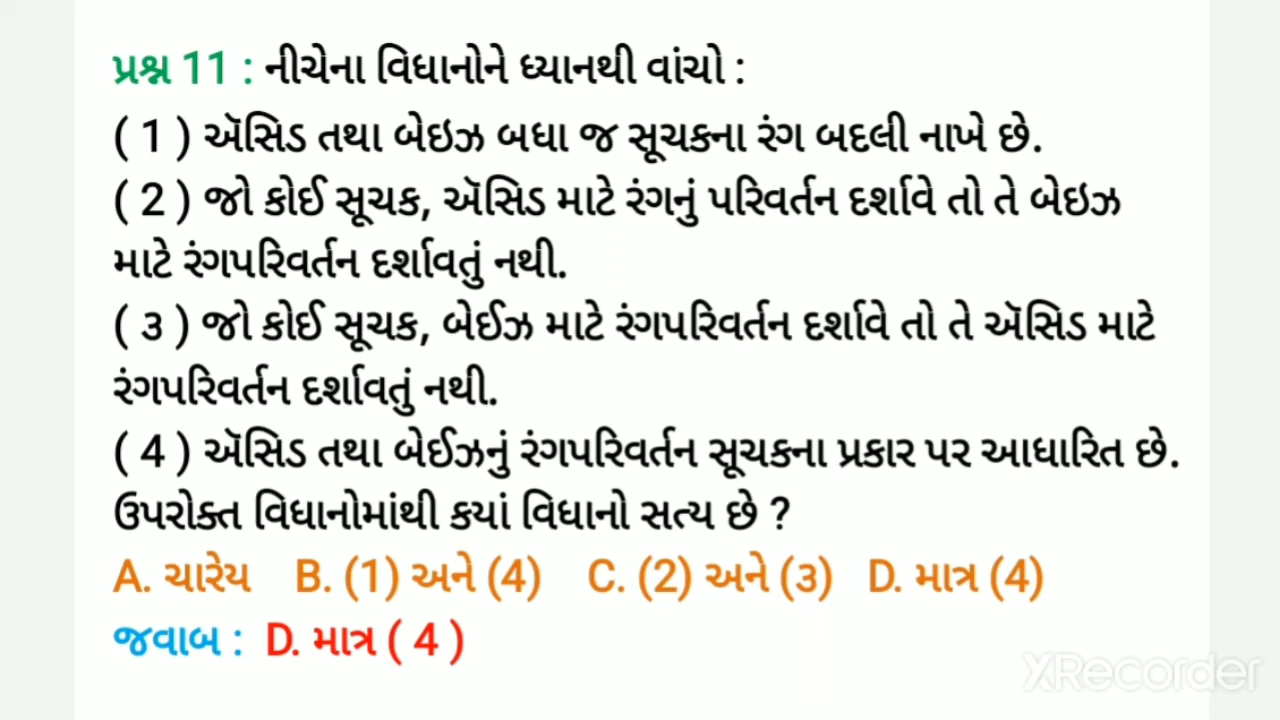 પ્રશ્ન 11 : નીચેના વિધાનોને ધ્યાનથી વાંચો :
( 1 ) ઍસિડ તથા બેઇઝ બધા જ સૂચકના રંગ બદલી નાખે છે.
( 2 ) જો કોઈ સૂચક, ઍસિડ માટે રંગનું પરિવર્તન દર્શાવે તો તે બેઇઝ
માટે રંગપરિવર્તન દર્શાવતું નથી.
( ૩ ) જો કોઈ સૂચક, બેઈઝ માટે રંગપરિવર્તન દર્શાવે તો તે ઍસિડ માટે
રંગપરિવર્તન દર્શાવતું નથી.
( 4 ) ઍસિડ તથા બેઈઝનું રંગપરિવર્તન સૂચકના પ્રકાર પર આધારિત છે.
ઉપરોક્ત વિધાનોમાંથી કયાં વિધાનો સત્ય છે ?
A. ચારેય B. (1) અને (4) C. (2) અને (૩) D. માત્ર (4)
જવાબ : D. માત્ર ( 4 )
XRecorder